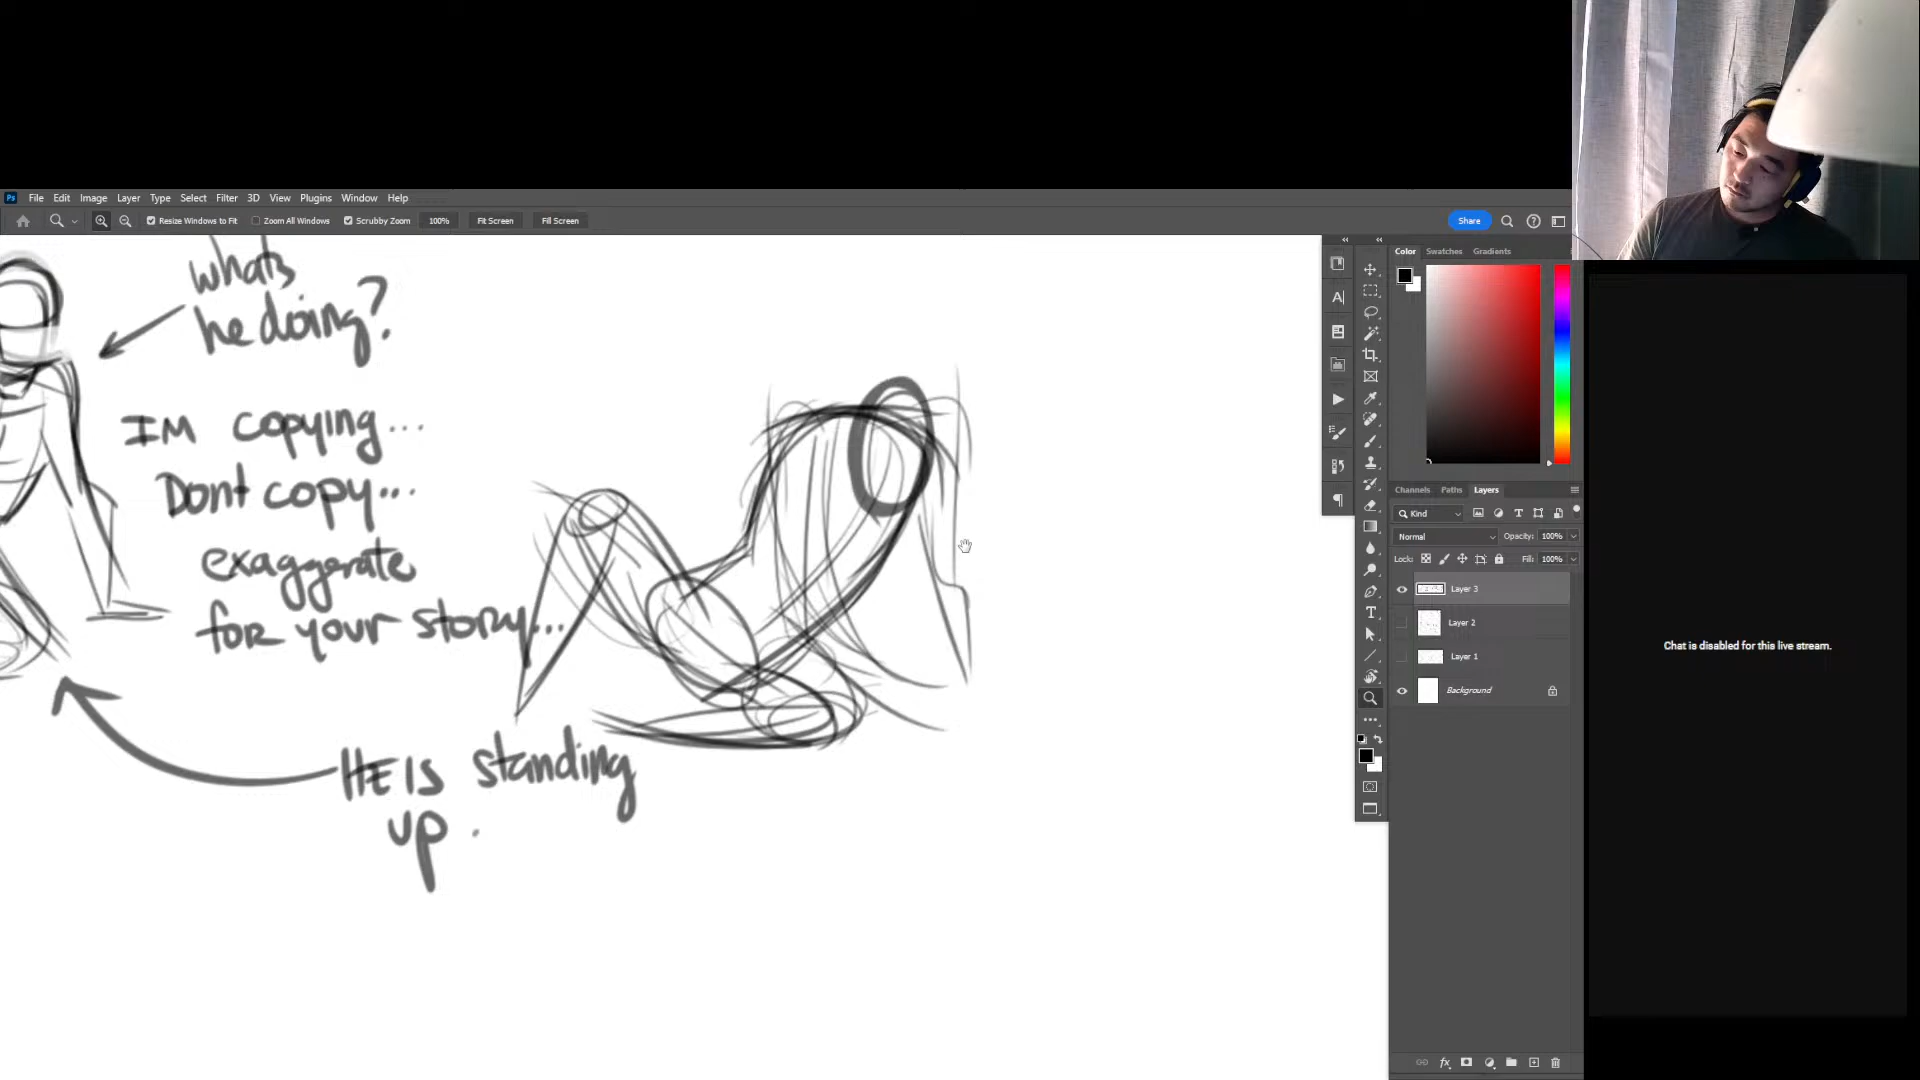 Ps File Edit Image Layer Type Select Filter 3D View Plugins Window Help
Resize Windows to Fit Zoom All Windows Scrubby Zoom 100% Fit Screen Fill Screen Share
whats
he doing?
IM copying...
Dont copy...
exaggerate
for your story...
HE IS standing
up.
Color Swatches Gradients
Channels Paths Layers
Kind
Normal Opacity: 100%
Lock: Fill: 100%
Layer 3
Layer 2
Layer 1
Background
fx
Chat is disabled for this live stream.